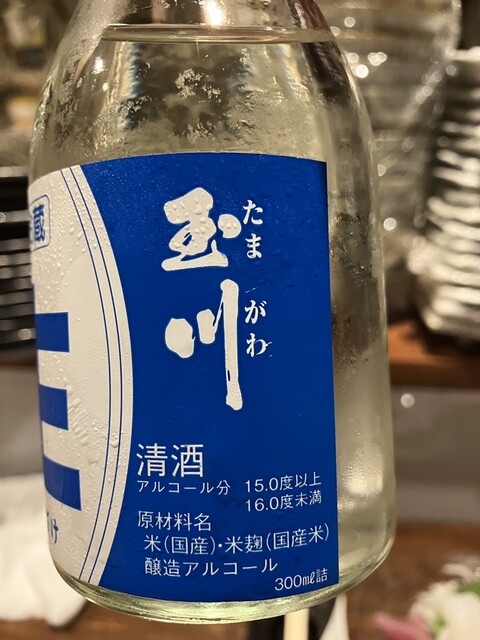 蔵
生
け
玉川
たまがわ
清酒
アルコール分 15.0度以上
16.0度未満
原材料名
米(国産)・米麹(国産米)
醸造アルコール
300mℓ詰